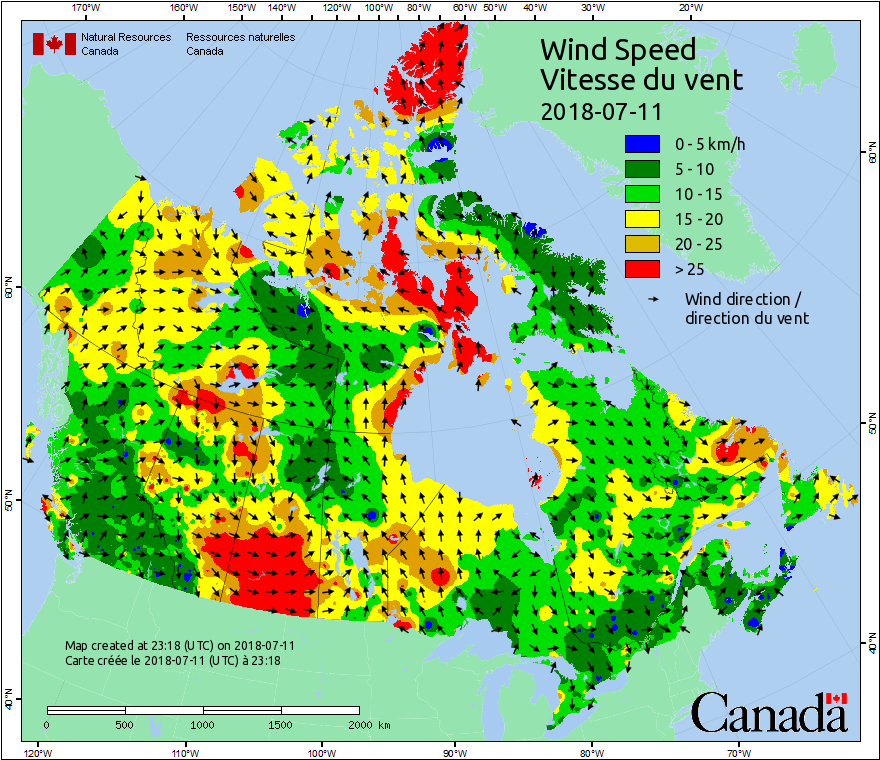 170°W 160°W 150°W 140°W 130°W 120°W 110°W 100°W 90°W 80°W 70°W 60°W 50°W 40°W 30°W 20°W
Natural Resources Ressources naturelles
Canada Canada
Wind Speed
Vitesse du vent
2018-07-11
0 - 5 km/h
5 - 10
10 - 15
15 - 20
20 - 25
> 25
Wind direction /
direction du vent
60°N
60°N
50°N
50°N
40°N
40°N
Map created at 23:18 (UTC) on 2018-07-11
Carte créée le 2018-07-11 (UTC) à 23:18
0 500 1000 1500 2000 km
Canada
120°W 110°W 100°W 90°W 80°W 70°W